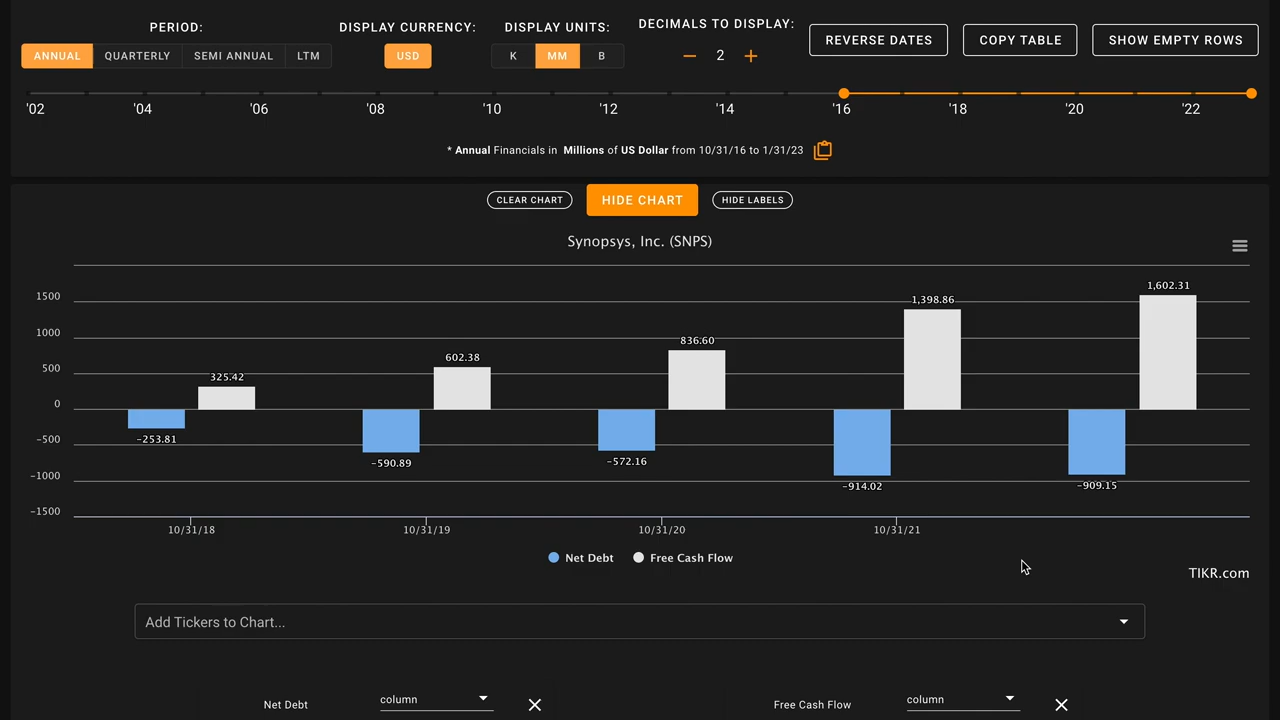 PERIOD: DISPLAY CURRENCY: DISPLAY UNITS: DECIMALS TO DISPLAY:
ANNUAL QUARTERLY SEMI ANNUAL LTM USD K MM B 2 REVERSE DATES COPY TABLE SHOW EMPTY ROWS
'02 '04 '06 '08 '10 '12 '14 '16 '18 '20 '22
* Annual Financials in Millions of US Dollar from 10/31/16 to 1/31/23
CLEAR CHART HIDE CHART HIDE LABELS
Synopsys, Inc. (SNPS)
1,602.31
1500 1,398.86
1000 836.60
602.38
500 325.42
0
-500 -253.81
-590.89 -572.16
-1000 -914.02 -909.15
-1500
10/31/18 10/31/19 10/31/20 10/31/21
Net Debt Free Cash Flow
TIKR.com
Add Tickers to Chart...
Net Debt column Free Cash Flow column